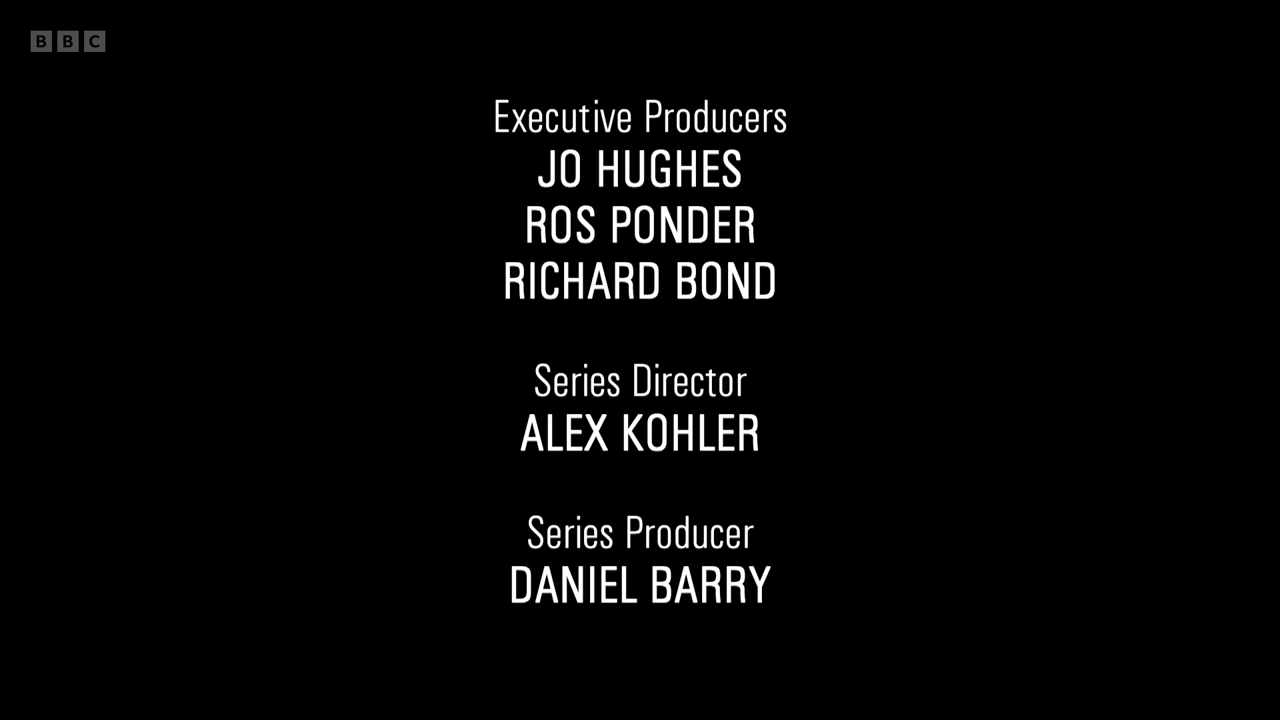 BBC
Executive Producers
JO HUGHES
ROS PONDER
RICHARD BOND
Series Director
ALEX KOHLER
Series Producer
DANIEL BARRY